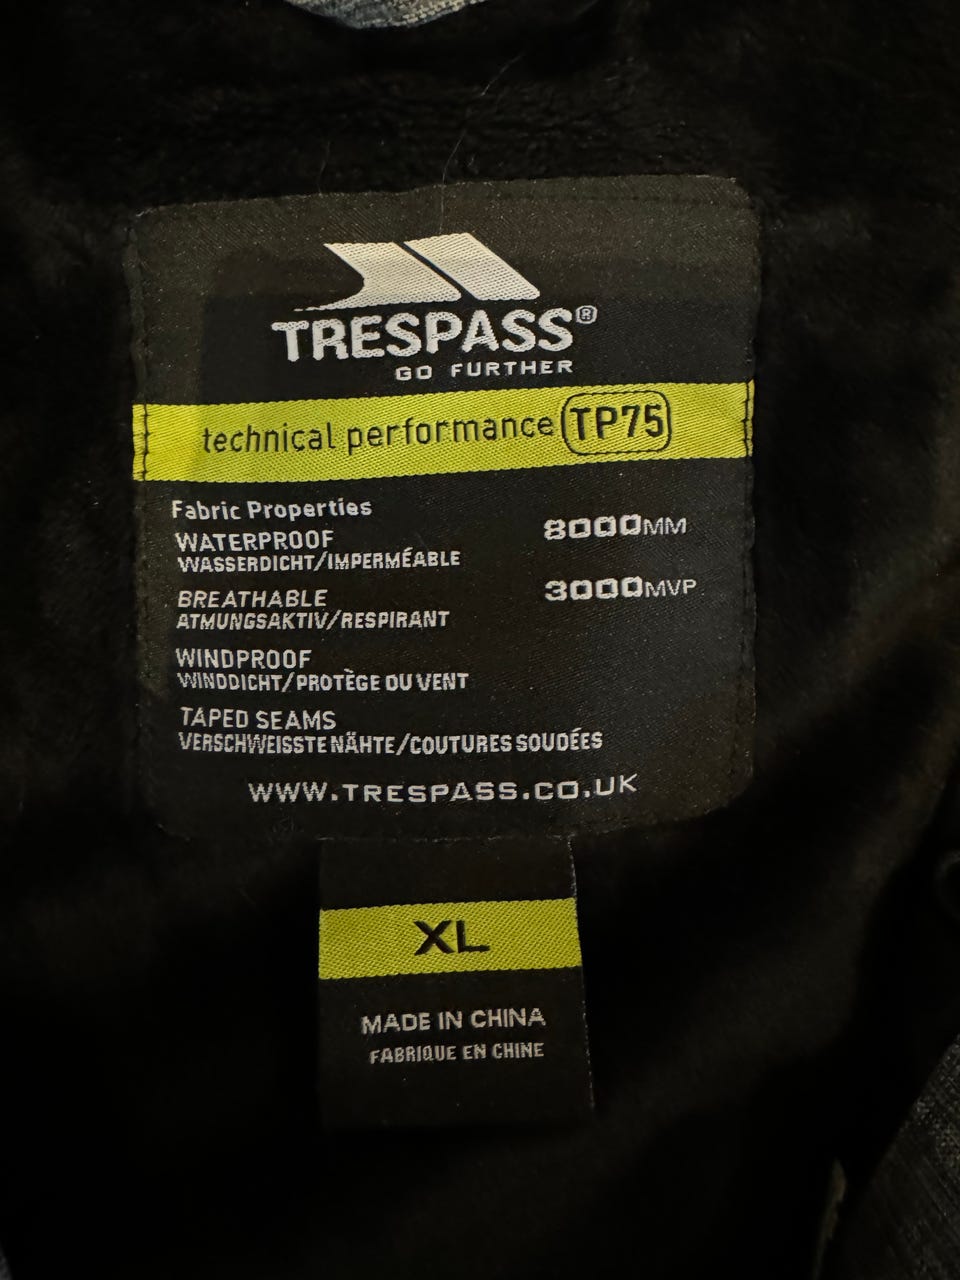 TRESPASS®
GO FURTHER
technical performance TP75
Fabric Properties
WATERPROOF 8000MM
WASSERDICHT/IMPERMÉABLE
BREATHABLE 3000MVP
ATMUNGSAKTIV/RESPIRANT
WINDPROOF
WINDDICHT/PROTÈGE DU VENT
TAPED SEAMS
VERSCHWEISSTE NÄHTE/COUTURES SOUDÉES
WWW.TRESPASS.CO.UK
XL
MADE IN CHINA
FABRIQUE EN CHINE